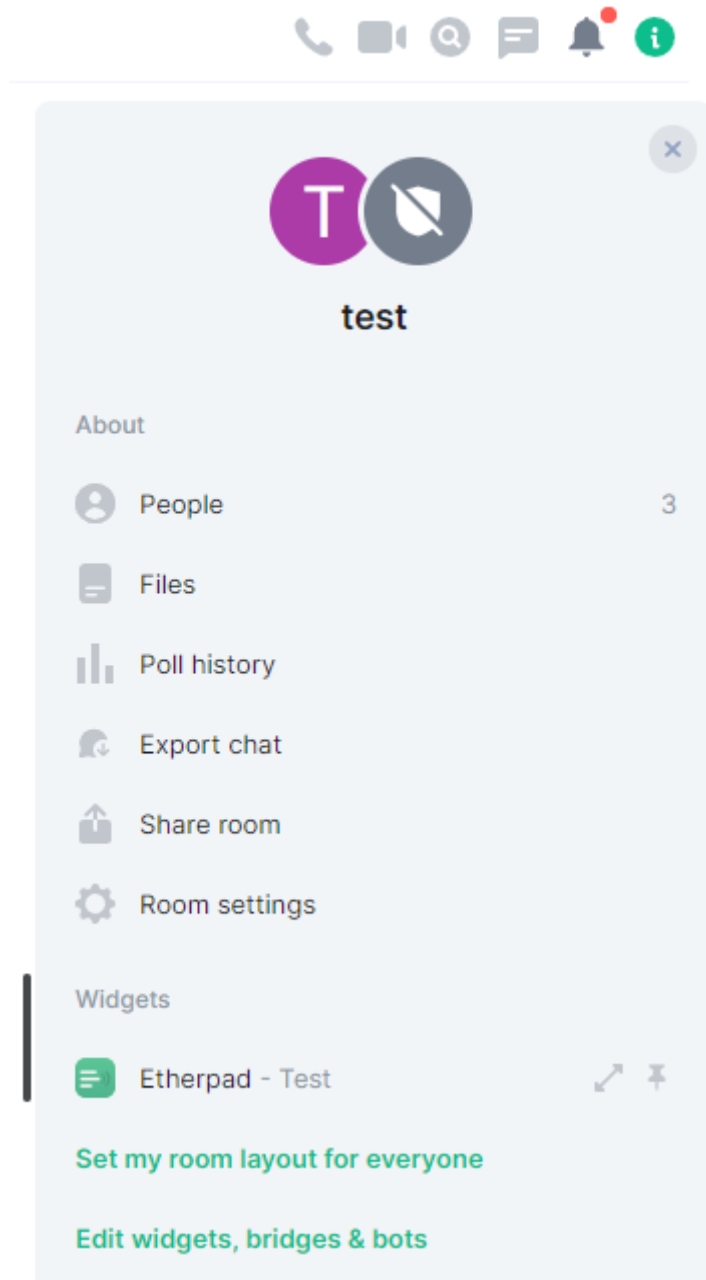 T
test
About
People 3
Files
Poll history
Export chat
Share room
Room settings
Widgets
Etherpad - Test
Set my room layout for everyone
Edit widgets, bridges & bots